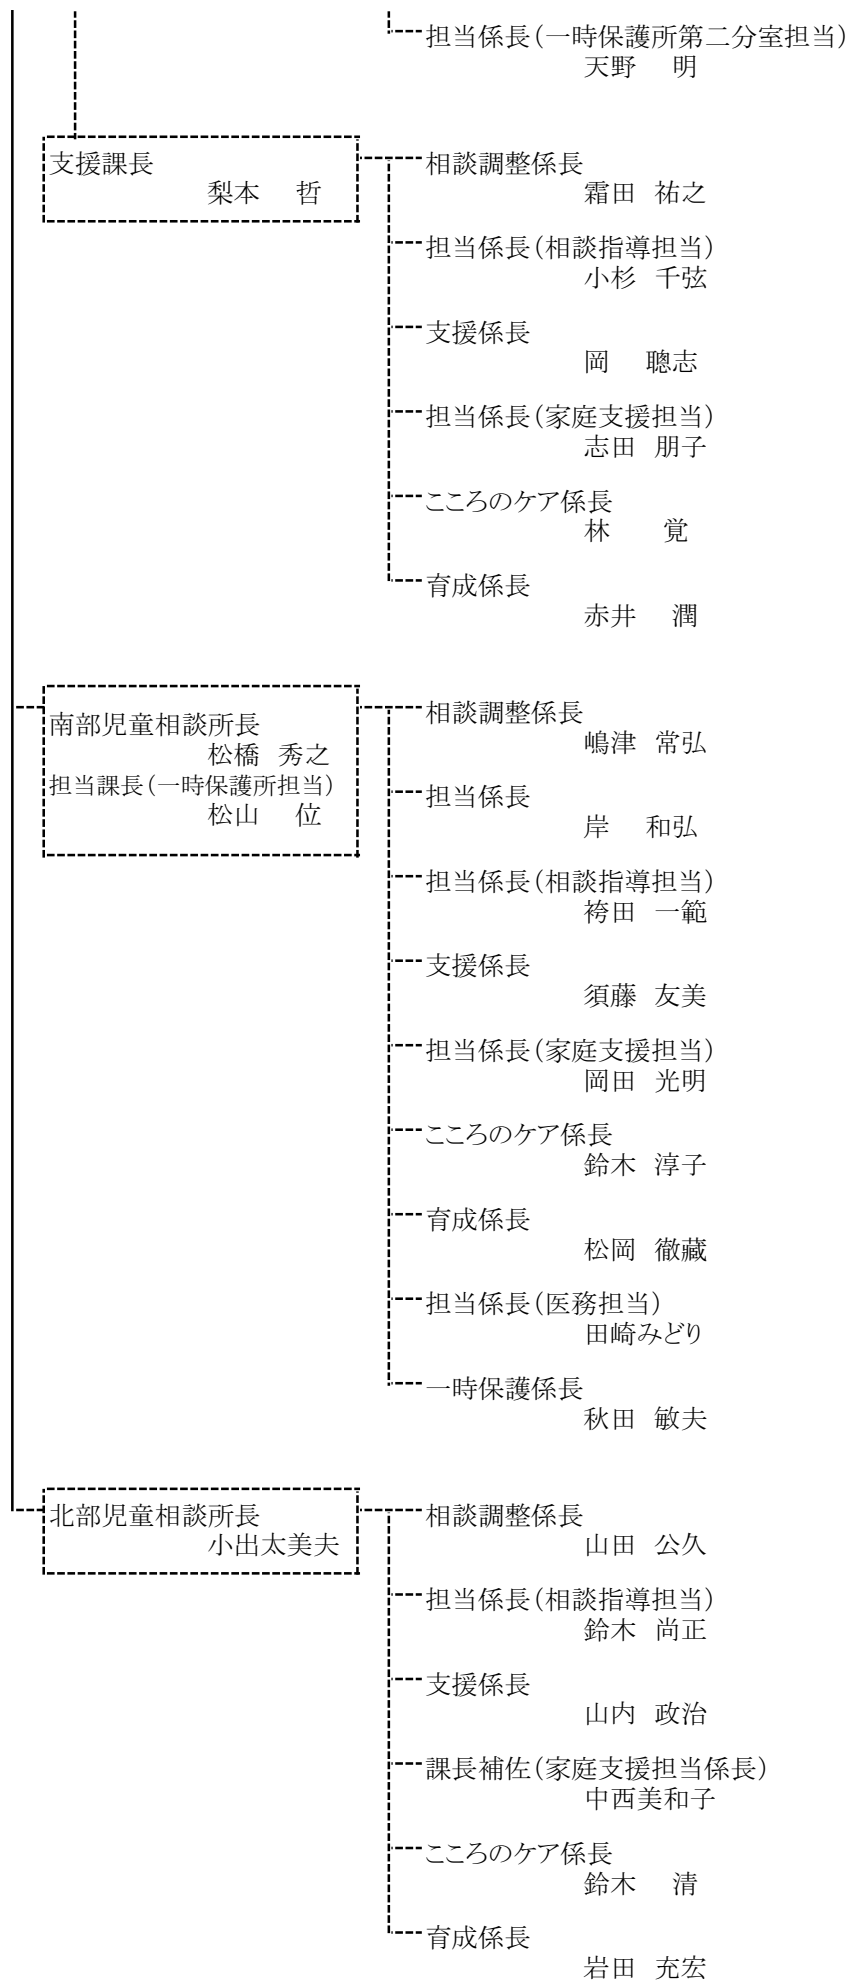 担当係長(一時保護所第二分室担当)
天野　明
支援課長
梨本　哲
相談調整係長
霜田 祐之
担当係長(相談指導担当)
小杉 千弦
支援係長
岡　聰志
担当係長(家庭支援担当)
志田 朋子
こころのケア係長
林　覚
育成係長
赤井　潤
南部児童相談所長
松橋 秀之
担当課長(一時保護所担当)
松山　位
相談調整係長
嶋津 常弘
担当係長
岸　和弘
担当係長(相談指導担当)
袴田 一範
支援係長
須藤 友美
担当係長(家庭支援担当)
岡田 光明
こころのケア係長
鈴木 淳子
育成係長
松岡 徹藏
担当係長(医務担当)
田崎みどり
一時保護係長
秋田 敏夫
北部児童相談所長
小出太美夫
相談調整係長
山田 公久
担当係長(相談指導担当)
鈴木 尚正
支援係長
山内 政治
課長補佐(家庭支援担当係長)
中西美和子
こころのケア係長
鈴木　清
育成係長
岩田 充宏